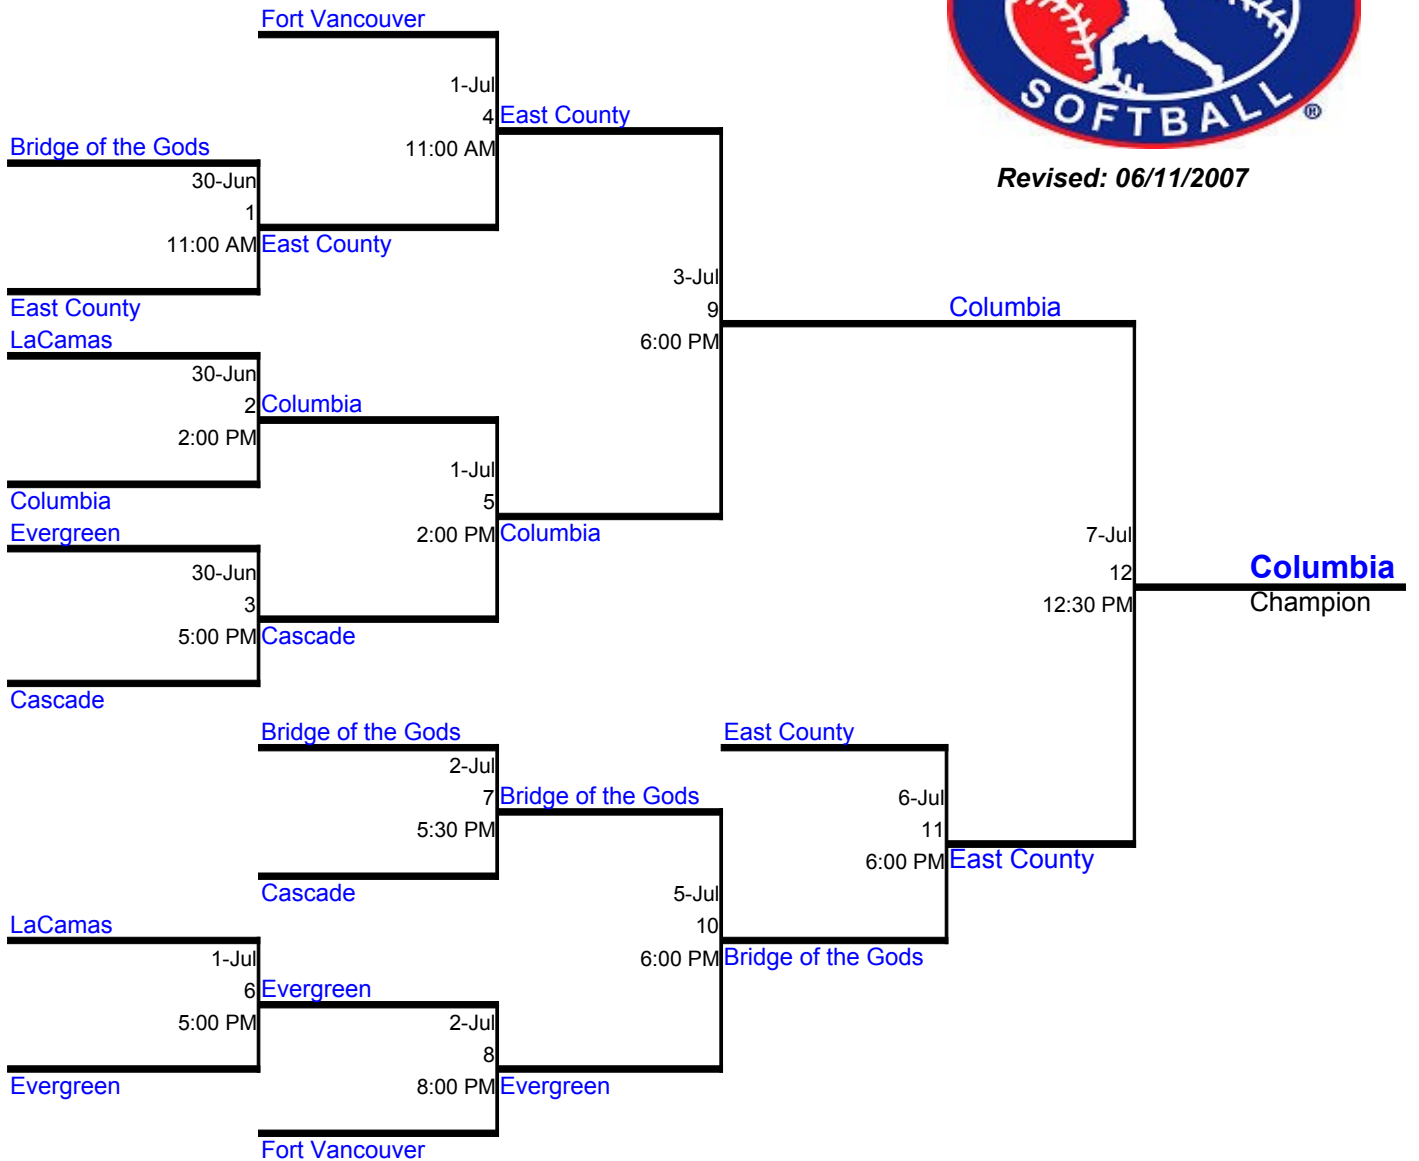 SOFTBALL ®
Revised: 06/11/2007
Fort Vancouver
1-Jul
4 East County
11:00 AM
Bridge of the Gods
30-Jun
1
11:00 AM East County
East County
LaCamas
30-Jun
2 Columbia
2:00 PM
Columbia
Evergreen
30-Jun
3
5:00 PM Cascade
Cascade
1-Jul
5
2:00 PM Columbia
3-Jul
9
6:00 PM
Columbia
7-Jul
12
12:30 PM
Columbia
Champion
Bridge of the Gods
2-Jul
7 Bridge of the Gods
5:30 PM
Cascade
LaCamas
1-Jul
6 Evergreen
5:00 PM
Evergreen
2-Jul
8
8:00 PM Evergreen
Fort Vancouver
5-Jul
10
6:00 PM Bridge of the Gods
East County
6-Jul
11
6:00 PM East County